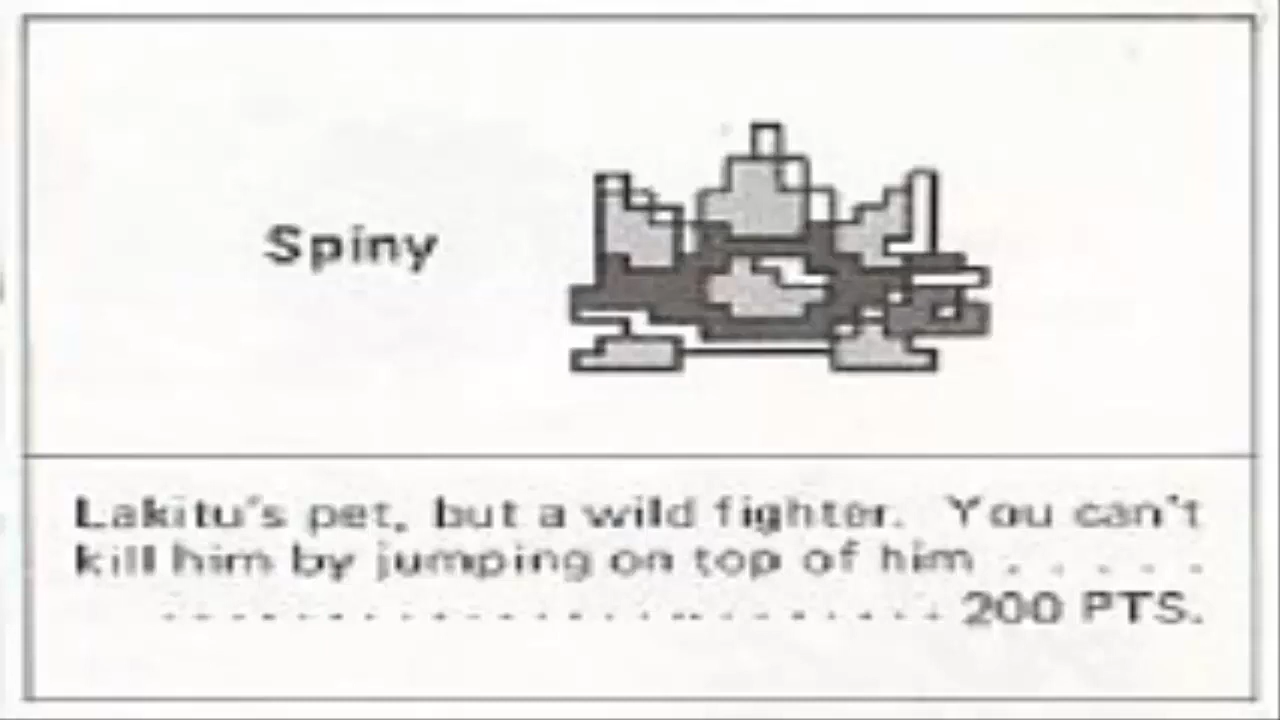 Spiny
Lakitu's pet, but a wild fighter. You can't
kill him by jumping on top of him . . . . .
. . . . . . . . . . . . . . . . . . . . . . . . 200 PTS.